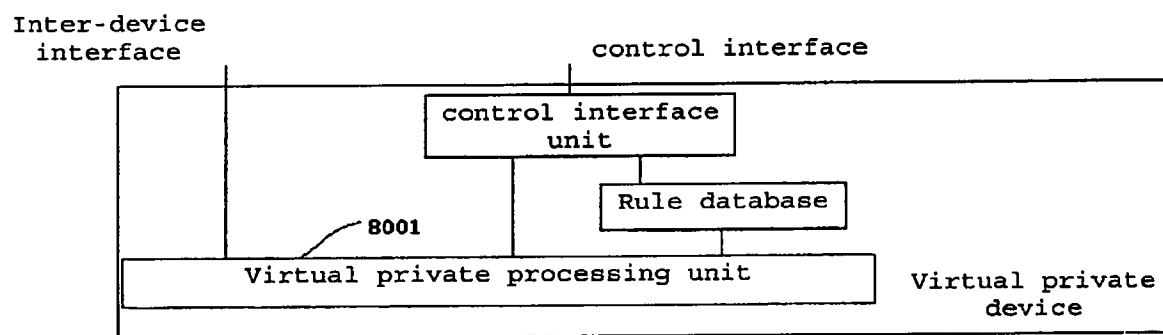 Inter-device
interface
control interface
control interface
unit
Rule database
8001
Virtual private processing unit
Virtual private
device